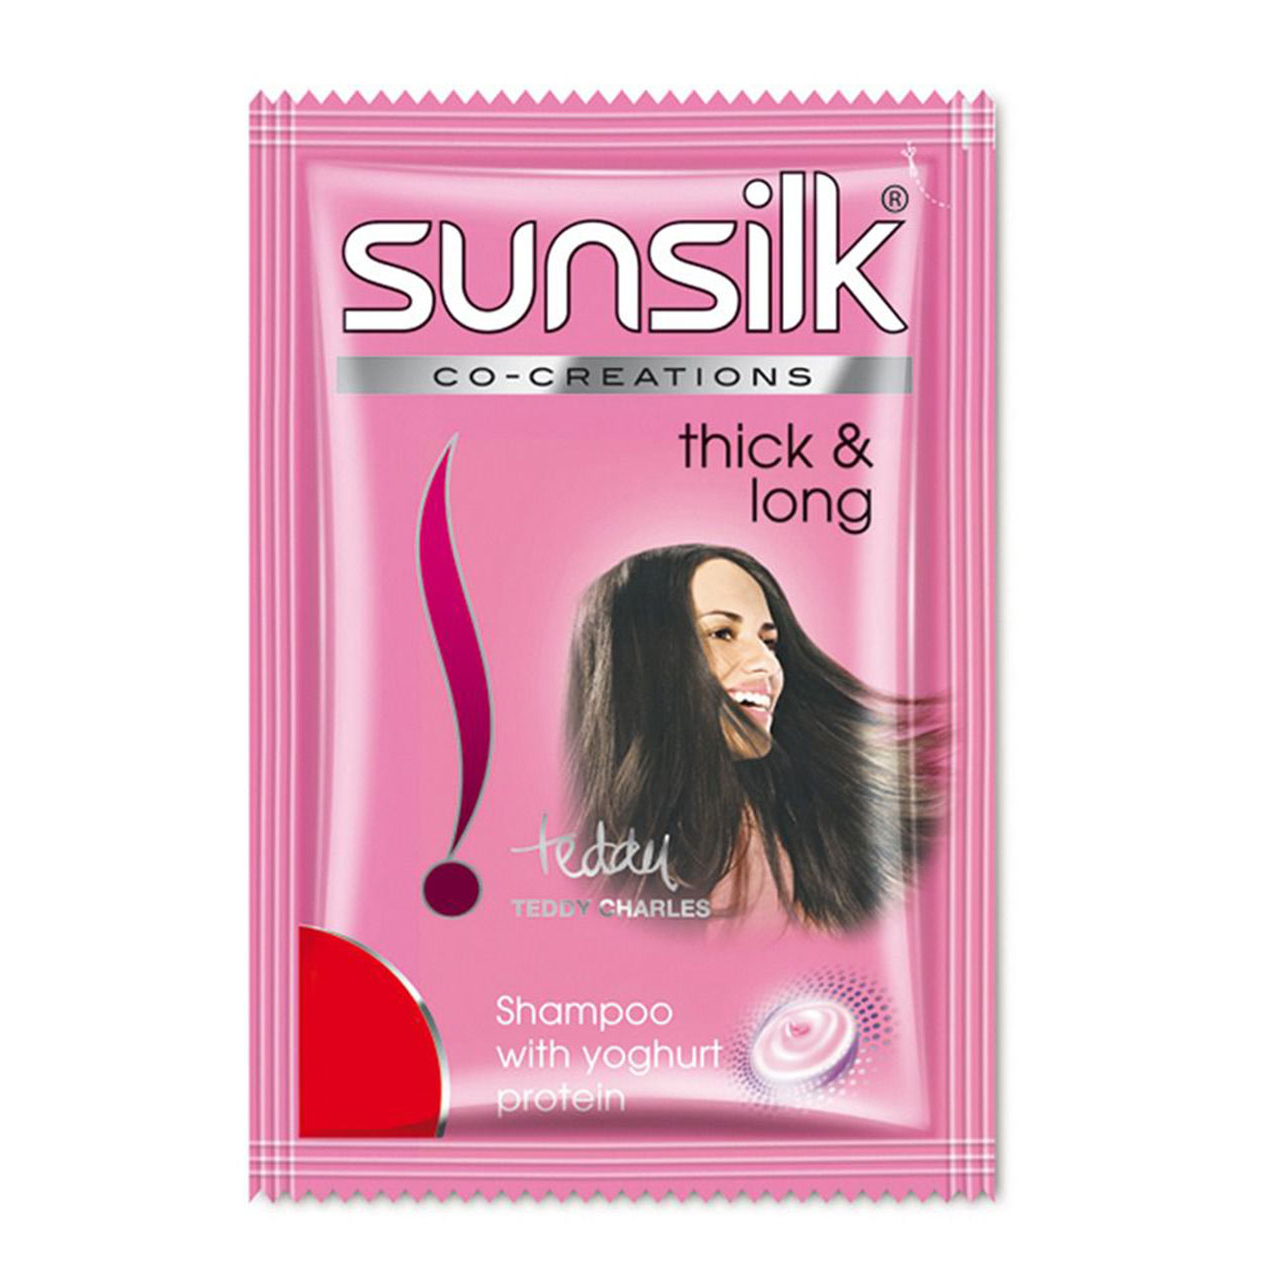 sunsilk®
CO-CREATIONS
thick &
long
teddy
TEDDY CHARLES
Shampoo
with yoghurt
protein